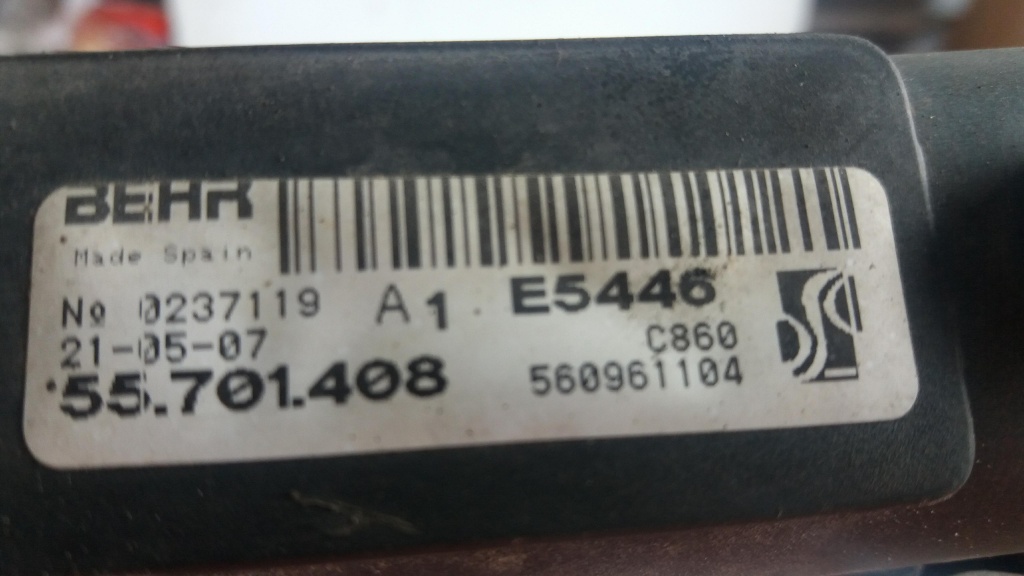 BEHR
Made Spain
Nº 0237119 A1 E5446
21-05-07 C860
55.701.408 560961104